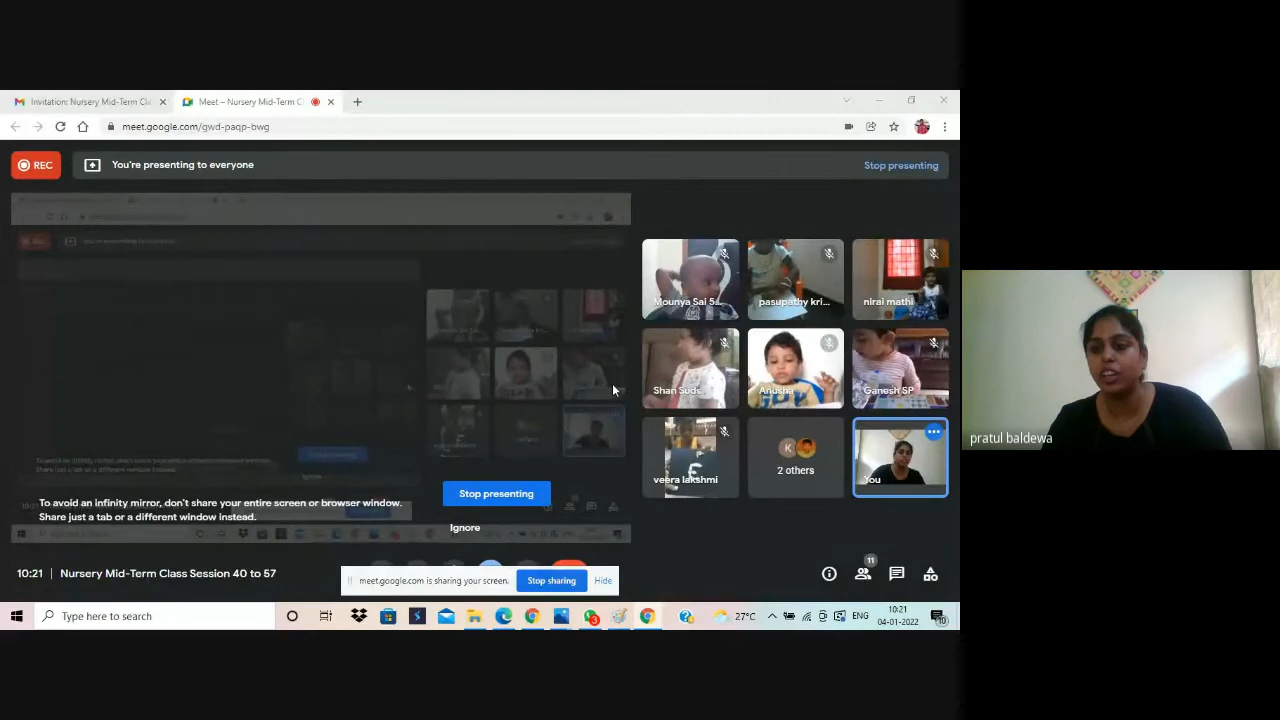 Invitation: Nursery Mid-Term Cla
Meet – Nursery Mid-Term C
meet.google.com/qwd-paqp-bwg
REC
You're presenting to everyone
Stop presenting
Mounya Sai 5...
pasupathy kri...
nirai mathi
Shan Suds
Anusha
Ganesh SP
veera lakshmi
K
2 others
You
pratul baldewa
To avoid an infinity mirror, don't share your entire screen or browser window.
Share just a tab or a different window instead.
Stop presenting
Ignore
10:21 | Nursery Mid-Term Class Session 40 to 57
meet.google.com is sharing your screen.
Stop sharing
Hide
11
Type here to search
3
27°C
ENG
10:21
04-01-2022
10